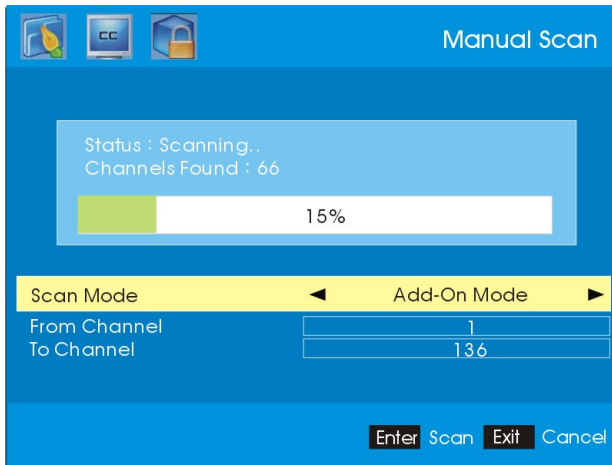 CC
Manual Scan
Status : Scanning..
Channels Found : 66
15%
Scan Mode ◄ Add-On Mode ►
From Channel 1
To Channel 136
Enter Scan Exit Cancel